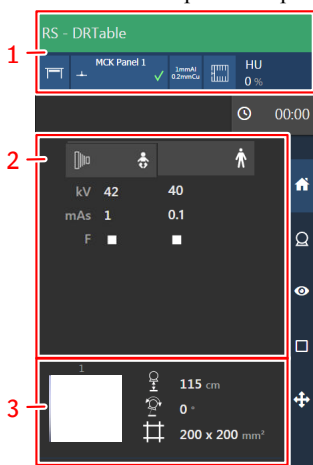 RS - DRTable
1
MCK Panel 1
1mmAl
0.2mmCu
HU
0 %
00:00
2
kV 42 40
mAs 1 0.1
F
3
1
115 cm
0 °
200 x 200 mm²